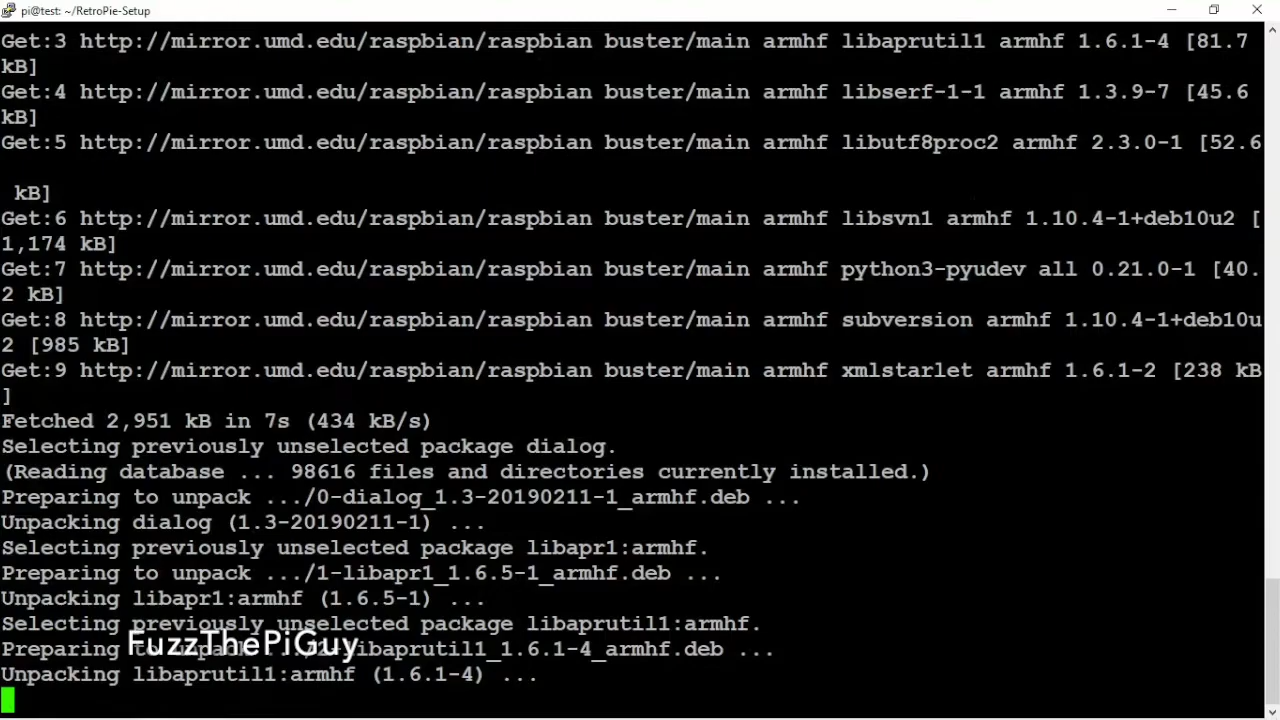 pi@test: ~/RetroPie-Setup
Get:3 http://mirror.umd.edu/raspbian/raspbian buster/main armhf libaprutil1 armhf 1.6.1-4 [81.7
kB]
Get:4 http://mirror.umd.edu/raspbian/raspbian buster/main armhf libserf-1-1 armhf 1.3.9-7 [45.6
kB]
Get:5 http://mirror.umd.edu/raspbian/raspbian buster/main armhf libutf8proc2 armhf 2.3.0-1 [52.6
kB]
Get:6 http://mirror.umd.edu/raspbian/raspbian buster/main armhf libsvn1 armhf 1.10.4-1+deb10u2 [
1,174 kB]
Get:7 http://mirror.umd.edu/raspbian/raspbian buster/main armhf python3-pyudev all 0.21.0-1 [40.
2 kB]
Get:8 http://mirror.umd.edu/raspbian/raspbian buster/main armhf subversion armhf 1.10.4-1+deb10u
2 [985 kB]
Get:9 http://mirror.umd.edu/raspbian/raspbian buster/main armhf xmlstarlet armhf 1.6.1-2 [238 kB
]
Fetched 2,951 kB in 7s (434 kB/s)
Selecting previously unselected package dialog.
(Reading database ... 98616 files and directories currently installed.)
Preparing to unpack .../0-dialog_1.3-20190211-1_armhf.deb ...
Unpacking dialog (1.3-20190211-1) ...
Selecting previously unselected package libapr1:armhf.
Preparing to unpack .../1-libapr1_1.6.5-1_armhf.deb ...
Unpacking libapr1:armhf (1.6.5-1) ...
Selecting previously unselected package libaprutil1:armhf.
Preparing to unpack .../2-libaprutil1_1.6.1-4_armhf.deb ...
FuzzThePiGuy
Unpacking libaprutil1:armhf (1.6.1-4) ...